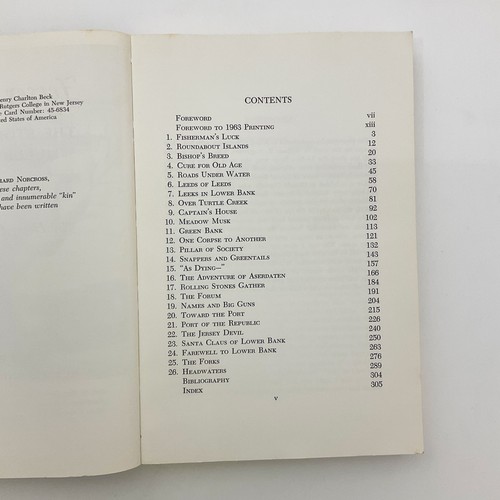 enry Charlton Beck
Rutgers College in New Jersey
Card Number: 45-6834
States of America
HARD NORCROSS,
ese chapters,
and innumerable "kin"
have been written
CONTENTS
FOREWORD vii
FOREWORD TO 1963 PRINTING xiii
1. FISHERMAN'S LUCK 3
2. ROUNDABOUT ISLANDS 12
3. BISHOP'S BREED 20
4. CURE FOR OLD AGE 33
5. ROADS UNDER WATER 45
6. LEEDS OF LEEDS 58
7. LEEKS IN LOWER BANK 70
8. OVER TURTLE CREEK 81
9. CAPTAIN'S HOUSE 92
10. MEADOW MUSK 102
11. GREEN BANK 113
12. ONE CORPSE TO ANOTHER 121
13. PILLAR OF SOCIETY 132
14. SNAFFERS AND GREENTAILS 143
15. "AS DYING—" 157
16. THE ADVENTURE OF ASERDATEN 166
17. ROLLING STONES GATHER 184
18. THE FORUM 191
19. NAMES AND BIG GUNS 204
20. TOWARD THE PORT 215
21. PORT OF THE REPUBLIC 226
22. THE JERSEY DEVIL 240
23. SANTA CLAUS OF LOWER BANK 250
24. FAREWELL TO LOWER BANK 263
25. THE FORKS 276
26. HEADWATERS 289
BIBLIOGRAPHY 304
INDEX 305
v